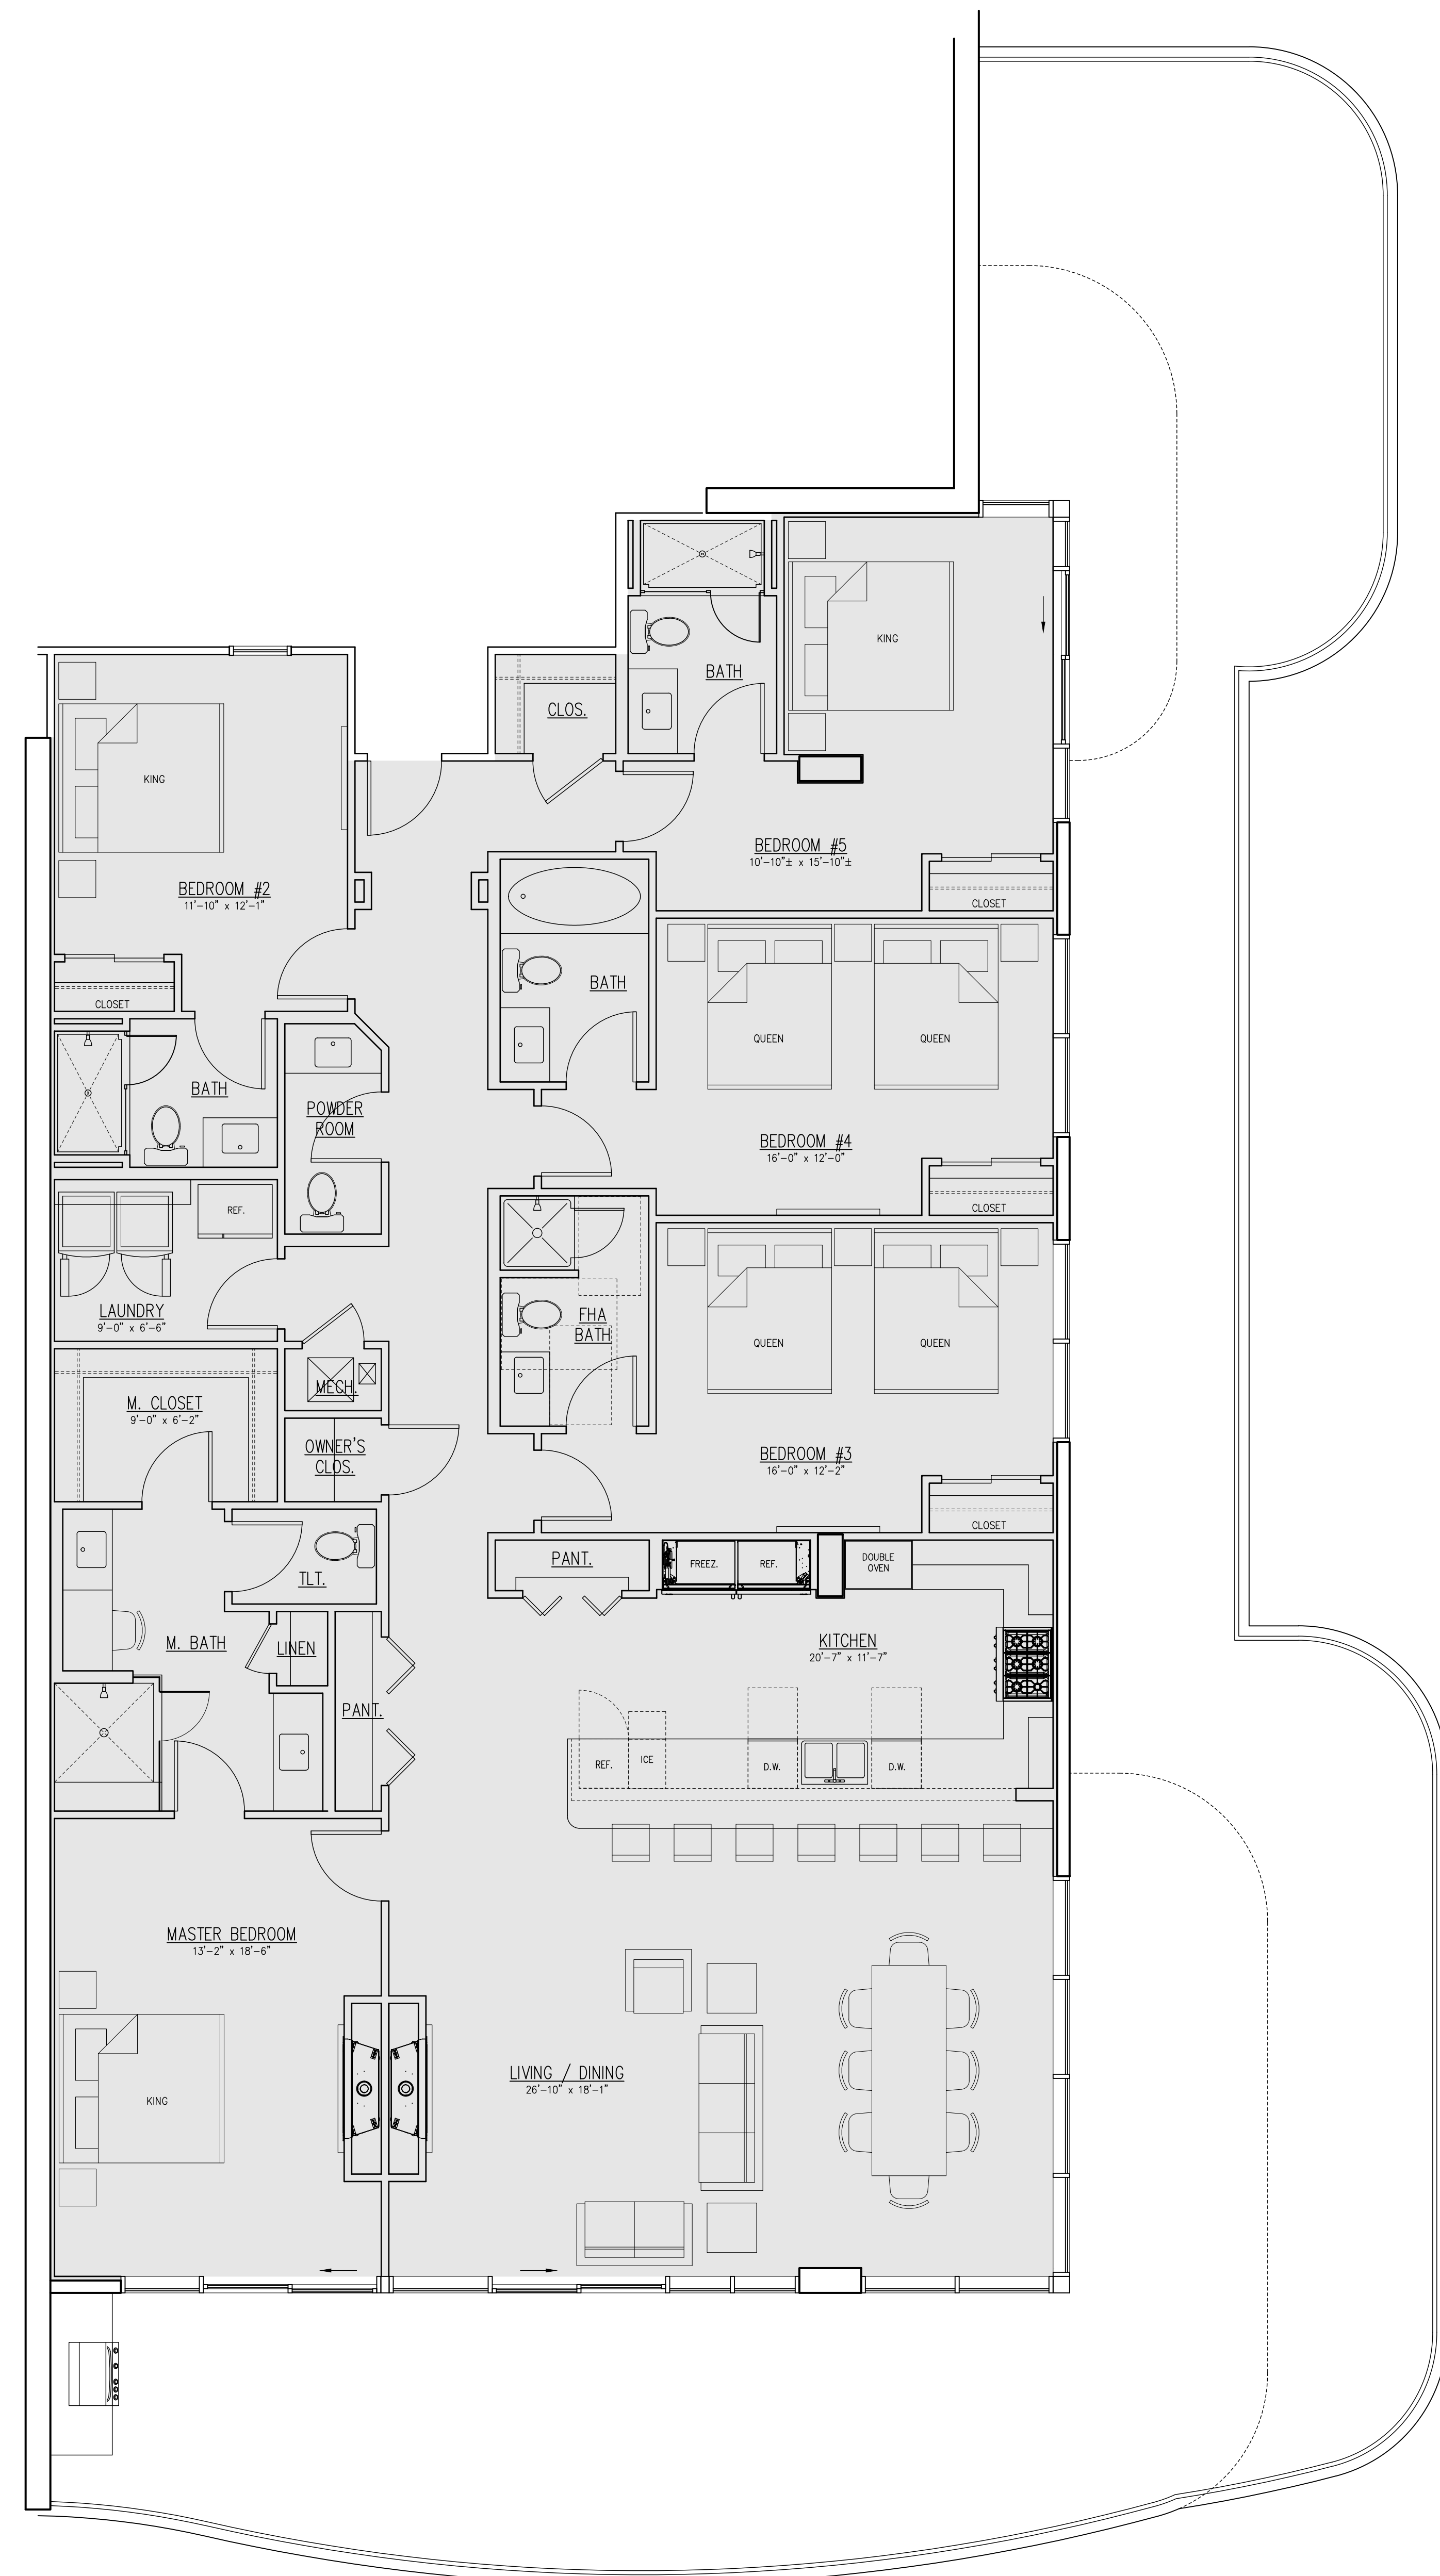 KING
BATH
CLOS.
KING
BEDROOM #5
10'-10"± x 15'-10"±
BEDROOM #2
11'-10" x 12'-1"
CLOSET
CLOSET
BATH
QUEEN
QUEEN
BATH
POWDER
ROOM
BEDROOM #4
16'-0" x 12'-0"
CLOSET
REF.
LAUNDRY
9'-0" x 6'-6"
FHA
BATH
QUEEN
QUEEN
MECH.
M. CLOSET
9'-0" x 6'-2"
OWNER'S
CLOS.
BEDROOM #3
16'-0" x 12'-2"
CLOSET
PANT.
FREEZ.
REF.
DOUBLE
OVEN
TLT.
M. BATH
LINEN
KITCHEN
20'-7" x 11'-7"
PANT.
REF.
ICE
D.W.
D.W.
MASTER BEDROOM
13'-2" x 18'-6"
LIVING / DINING
26'-10" x 18'-1"
KING